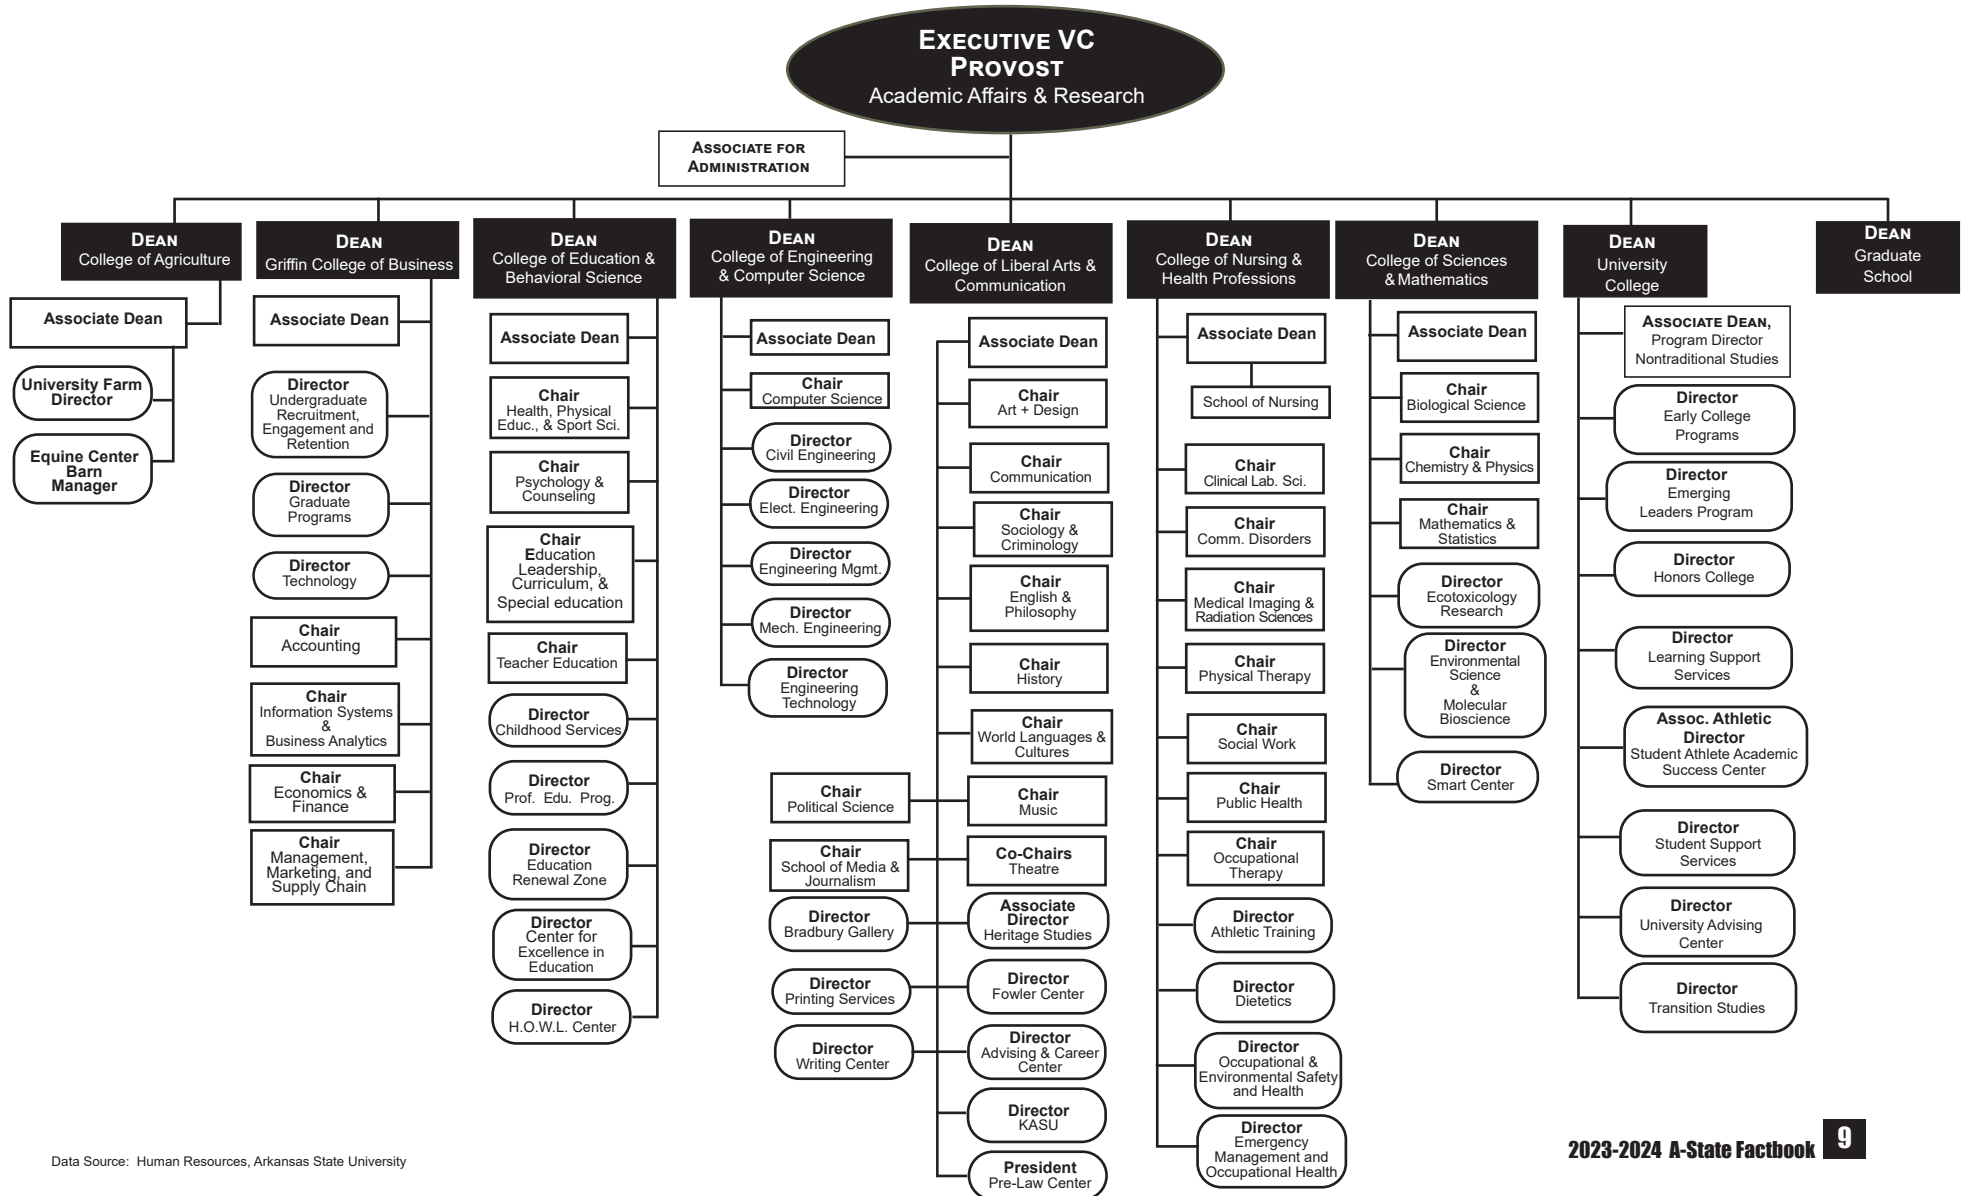 EXECUTIVE VC
PROVOST
Academic Affairs & Research
ASSOCIATE FOR
ADMINISTRATION
DEAN
College of Agriculture
Associate Dean
University Farm
Director
Equine Center
Barn
Manager
DEAN
Griffin College of Business
Associate Dean
Director
Undergraduate
Recruitment,
Engagement and
Retention
Director
Graduate
Programs
Director
Technology
Chair
Accounting
Chair
Information Systems
&
Business Analytics
Chair
Economics &
Finance
Chair
Management,
Marketing, and
Supply Chain
DEAN
College of Education &
Behavioral Science
Associate Dean
Chair
Health, Physical
Educ., & Sport Sci.
Chair
Psychology &
Counseling
Chair
Education
Leadership,
Curriculum, &
Special education
Chair
Teacher Education
Director
Childhood Services
Director
Prof. Edu. Prog.
Director
Education
Renewal Zone
Director
Center for
Excellence in
Education
Director
H.O.W.L. Center
DEAN
College of Engineering
& Computer Science
Associate Dean
Chair
Computer Science
Director
Civil Engineering
Director
Elect. Engineering
Director
Engineering Mgmt.
Director
Mech. Engineering
Director
Engineering
Technology
DEAN
College of Liberal Arts &
Communication
Associate Dean
Chair
Art + Design
Chair
Communication
Chair
Sociology &
Criminology
Chair
English &
Philosophy
Chair
History
Chair
World Languages &
Cultures
Chair
Political Science
Chair
Music
Chair
School of Media &
Journalism
Co-Chairs
Theatre
Director
Bradbury Gallery
Associate
Director
Heritage Studies
Director
Printing Services
Director
Fowler Center
Director
Writing Center
Director
Advising & Career
Center
Director
KASU
President
Pre-Law Center
DEAN
College of Nursing &
Health Professions
Associate Dean
School of Nursing
Chair
Clinical Lab. Sci.
Chair
Comm. Disorders
Chair
Medical Imaging &
Radiation Sciences
Chair
Physical Therapy
Chair
Social Work
Chair
Public Health
Chair
Occupational
Therapy
Director
Athletic Training
Director
Dietetics
Director
Occupational &
Environmental Safety
and Health
Director
Emergency
Management and
Occupational Health
DEAN
College of Sciences
& Mathematics
Associate Dean
Chair
Biological Science
Chair
Chemistry & Physics
Chair
Mathematics &
Statistics
Director
Ecotoxicology
Research
Director
Environmental
Science
&
Molecular
Bioscience
Director
Smart Center
DEAN
University
College
ASSOCIATE DEAN,
Program Director
Nontraditional Studies
Director
Early College
Programs
Director
Emerging
Leaders Program
Director
Honors College
Director
Learning Support
Services
Assoc. Athletic
Director
Student Athlete Academic
Success Center
Director
Student Support
Services
Director
University Advising
Center
Director
Transition Studies
DEAN
Graduate
School
Data Source: Human Resources, Arkansas State University
2023-2024 A-State Factbook 9